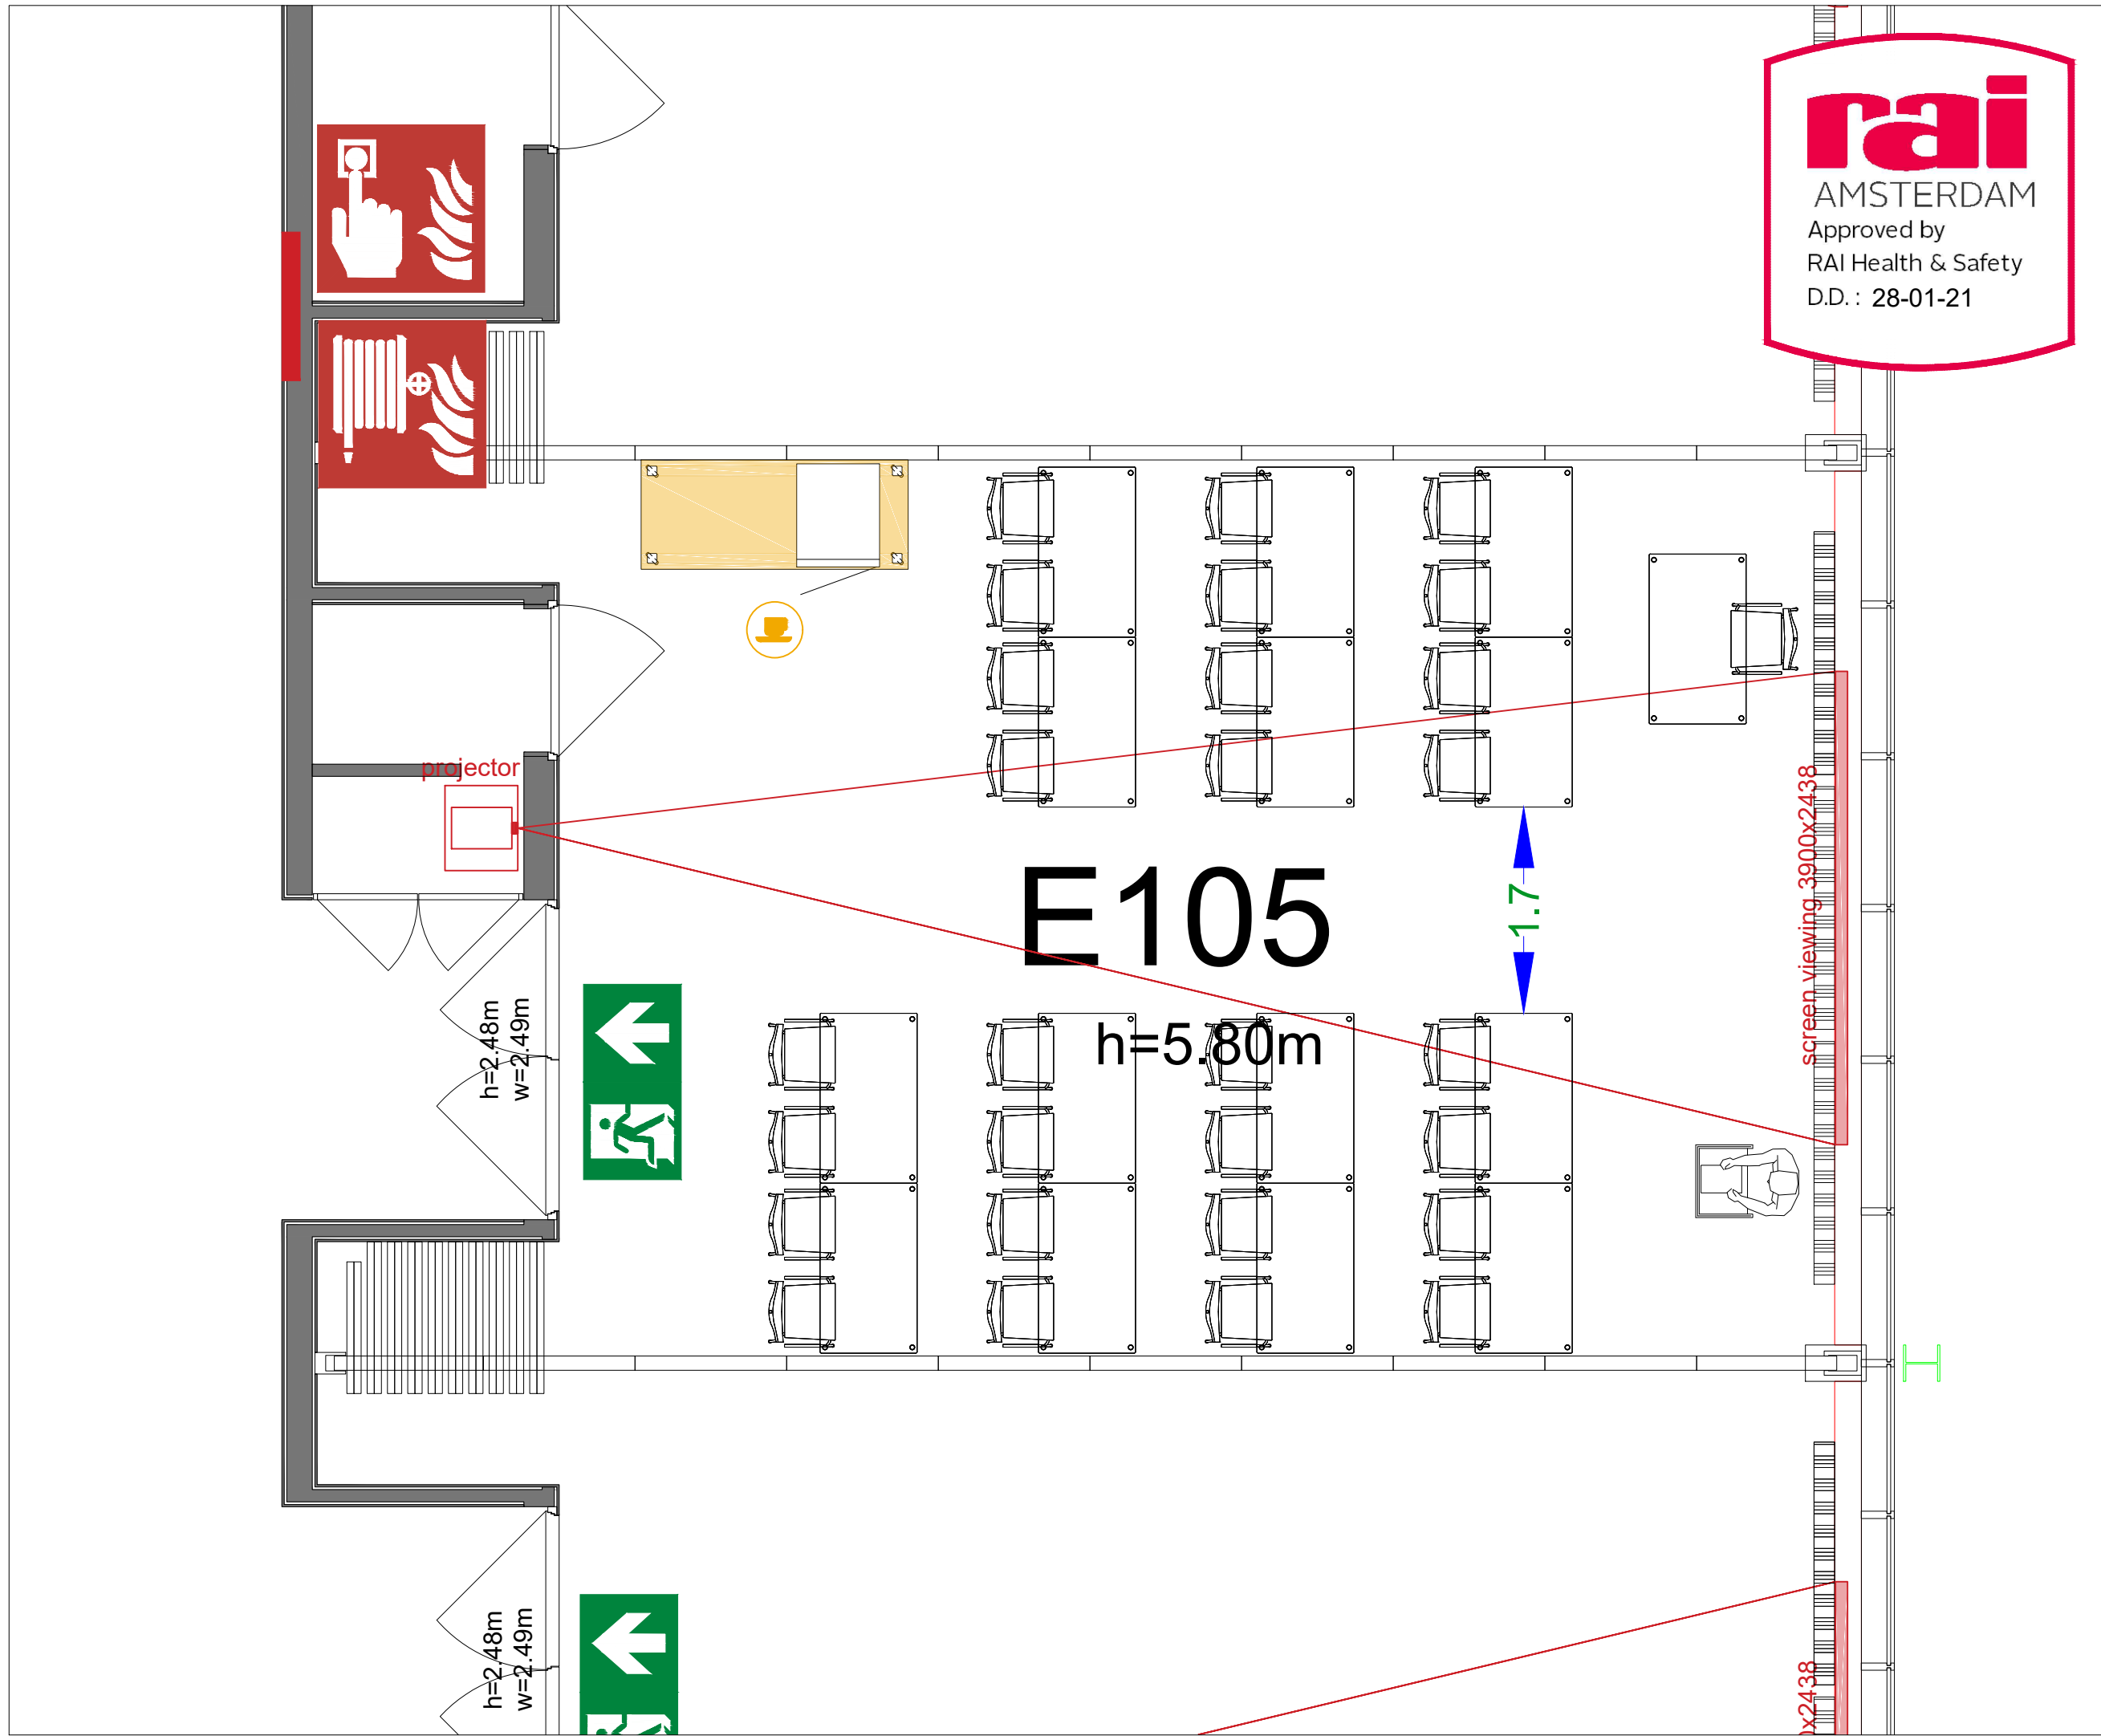 rai
AMSTERDAM
Approved by
RAI Health & Safety
D.D. : 28-01-21
projector
E105
h=5.80m
1.7
screen viewing 3900x2438
h=2.48m
w=2.49m
H
h=2.48m
w=2.49m
x2438